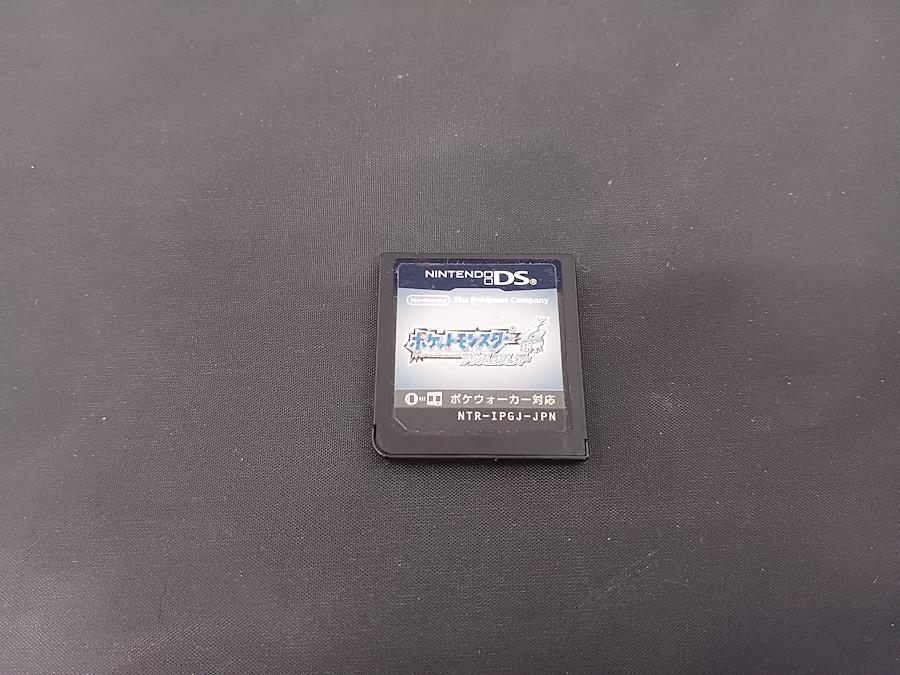 NINTENDO DS®
Nintendo The Pokémon Company
ポケットモンスター®
ソウルシルバー
ポケウォーカー対応
NTR-IPGJ-JPN